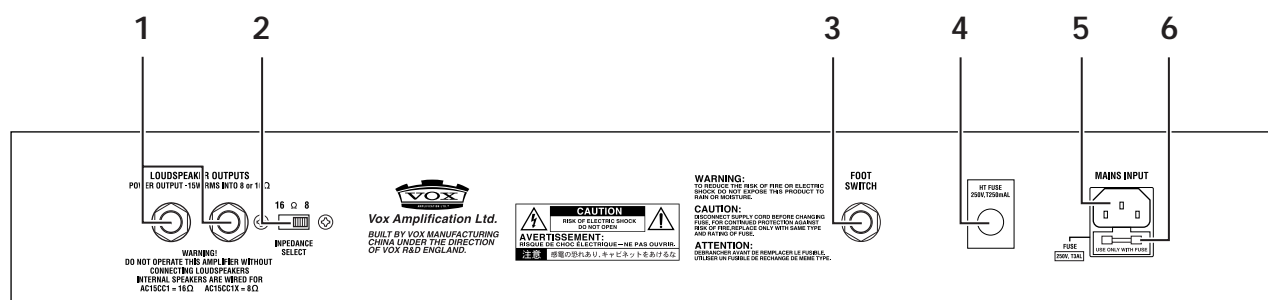 1 2 3 4 5 6
LOUDSPEAKER OUTPUTS
POWER OUTPUT -15W RMS INTO 8 or 16Ω
16 Ω 8
IMPEDANCE
SELECT
WARNING!
DO NOT OPERATE THIS AMPLIFIER WITHOUT
CONNECTING LOUDSPEAKERS
INTERNAL SPEAKERS ARE WIRED FOR
AC15CC1 = 16Ω AC15CC1X = 8Ω
VOX
Vox Amplification Ltd.
BUILT BY VOX MANUFACTURING
CHINA UNDER THE DIRECTION
OF VOX R&D ENGLAND.
CAUTION
RISK OF ELECTRIC SHOCK
DO NOT OPEN
AVERTISSEMENT:
RISQUE DE CHOC ÉLECTRIQUE—NE PAS OUVRIR.
注意 感電の恐れあり、キャビネットをあけるな
WARNING:
TO REDUCE THE RISK OF FIRE OR ELECTRIC
SHOCK DO NOT EXPOSE THIS PRODUCT TO
RAIN OR MOISTURE.
CAUTION:
DISCONNECT SUPPLY CORD BEFORE CHANGING
FUSE, FOR CONTINUED PROTECTION AGAINST
RISK OF FIRE,REPLACE ONLY WITH SAME TYPE
AND RATING OF FUSE.
ATTENTION:
DEBRANCHER AVANT DE REMPLACER LE FUSIBLE.
UTILISER UN FUSIBLE DE RECHANGE DE MEME TYPE.
FOOT
SWITCH
HT FUSE
250V,T250mAL
MAINS INPUT
FUSE
250V, T3AL
USE ONLY WITH FUSE